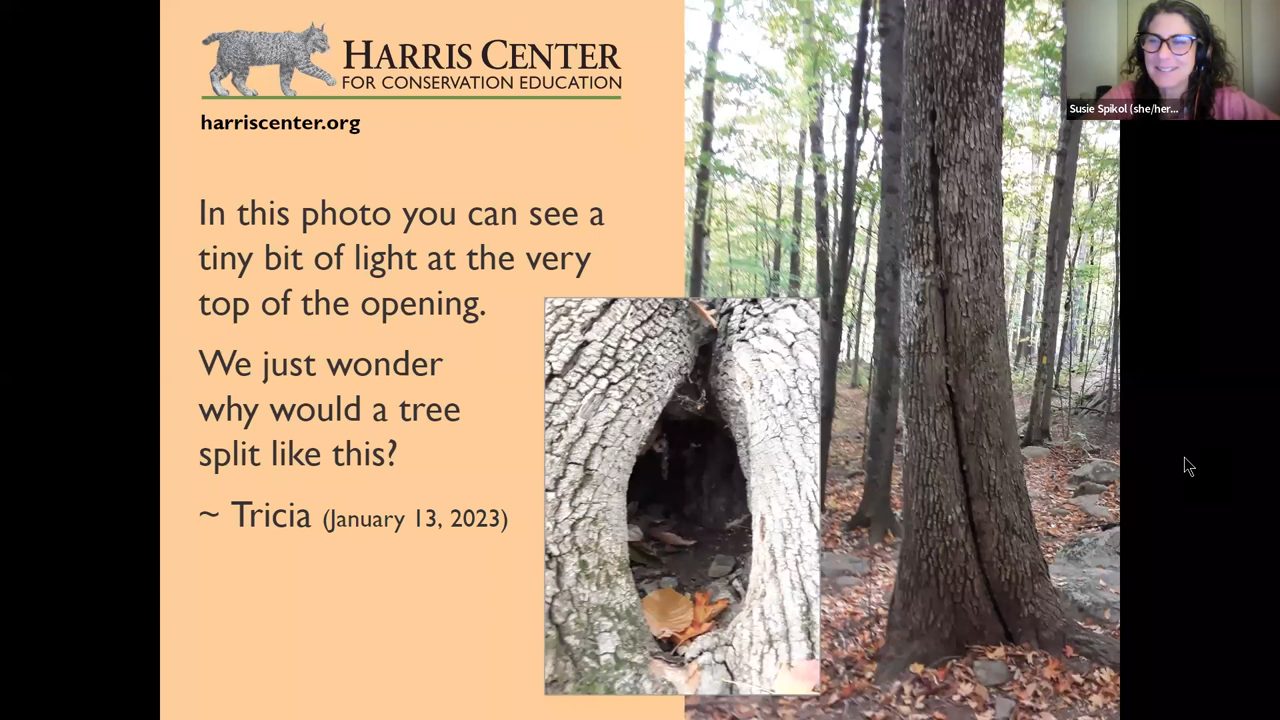 HARRIS CENTER
FOR CONSERVATION EDUCATION
harriscenter.org
In this photo you can see a
tiny bit of light at the very
top of the opening.
We just wonder
why would a tree
split like this?
~ Tricia (January 13, 2023)
Susie Spikol (she/her...